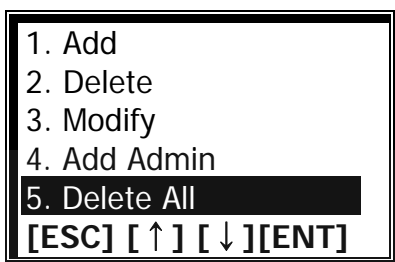 1. Add
2. Delete
3. Modify
4. Add Admin
5. Delete All
[ESC] [↑] [↓][ENT]